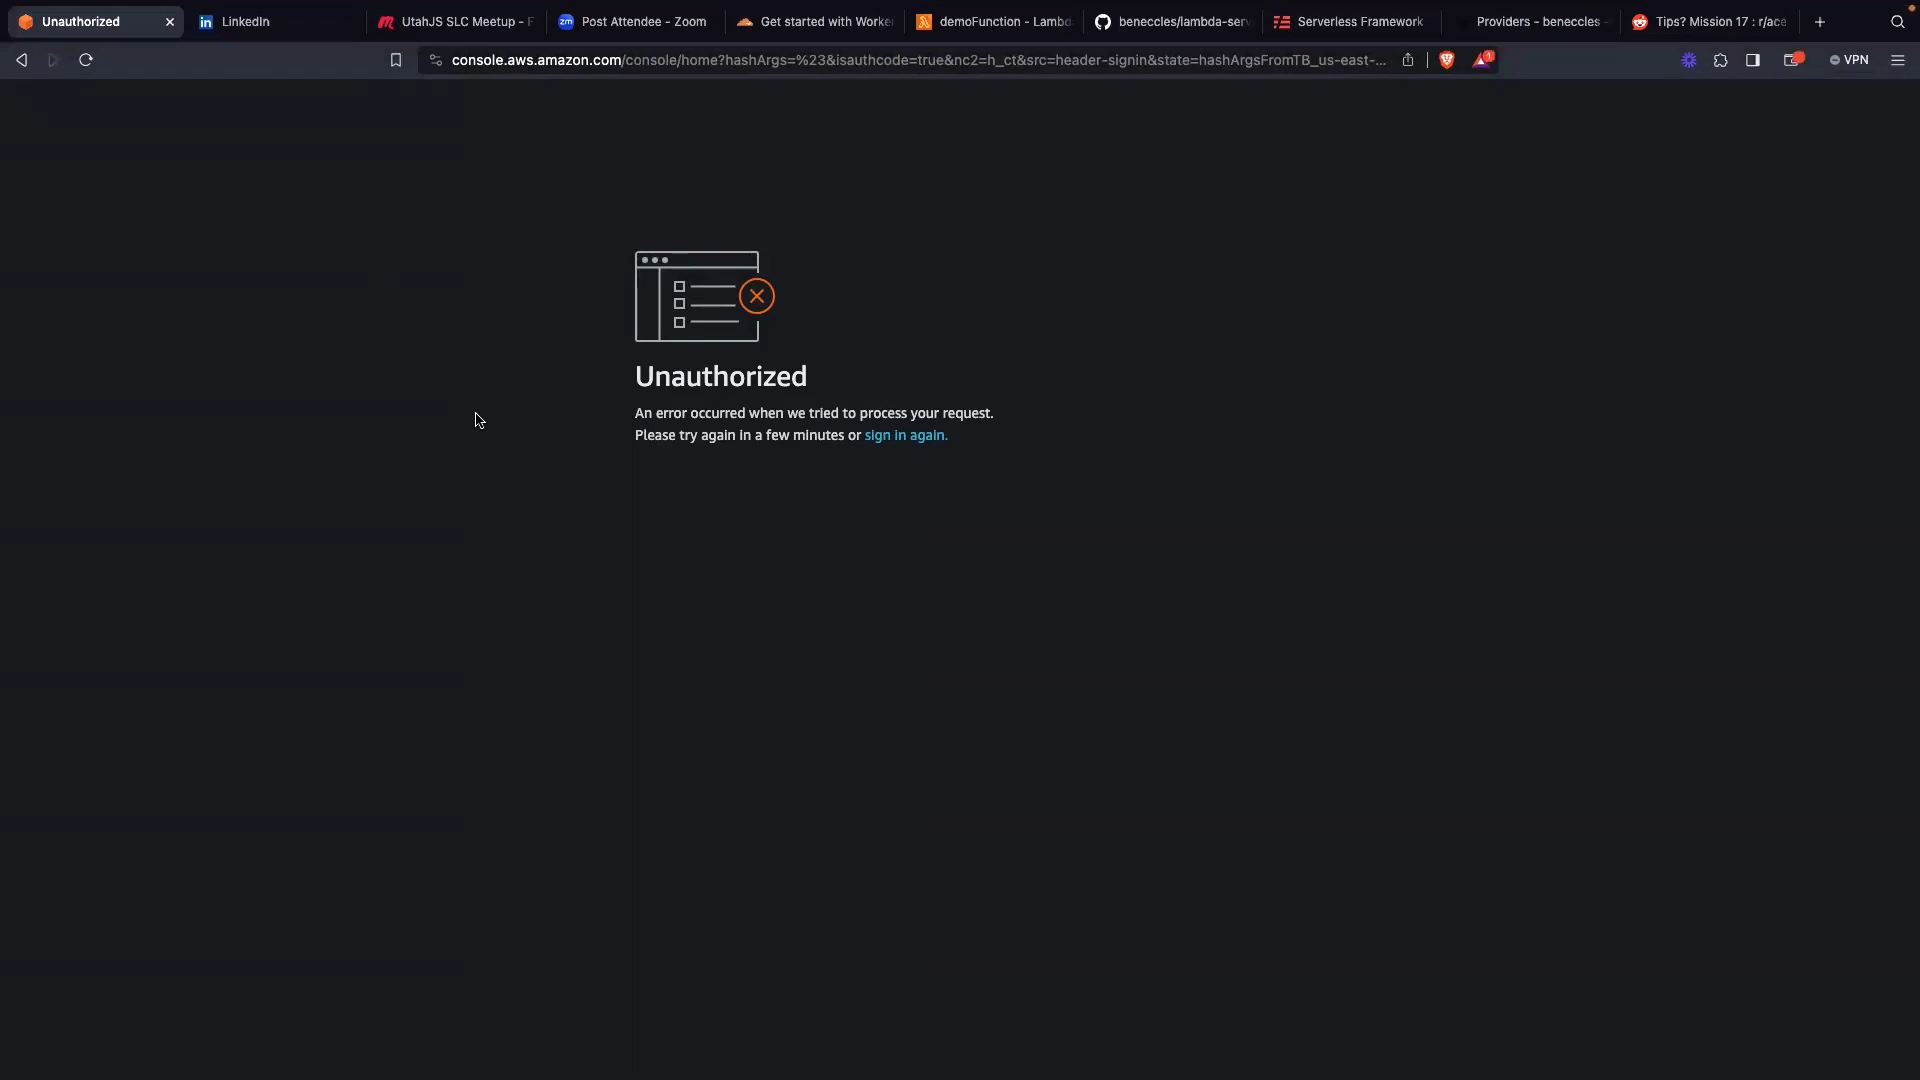 Unauthorized
LinkedIn
UtahJS SLC Meetup - F
zm
Post Attendee - Zoom
Get started with Worke
demoFunction - Lambd
beneccles/lambda-serv
Serverless Framework
Providers - beneccles -
Tips? Mission 17 : r/ace
console.aws.amazon.com/console/home?hashArgs=%23&isauthcode=true&nc2=h_ct&src=header-signin&state=hashArgsFromTB_us-east-...
1
VPN
Unauthorized
An error occurred when we tried to process your request.
Please try again in a few minutes or sign in again.